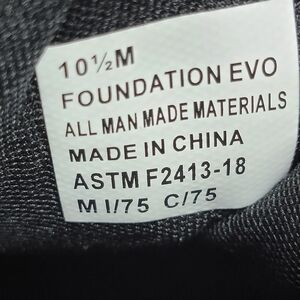 10½M
FOUNDATION EVO
ALL MAN MADE MATERIALS
MADE IN CHINA
ASTM F2413-18
M I/75 C/75